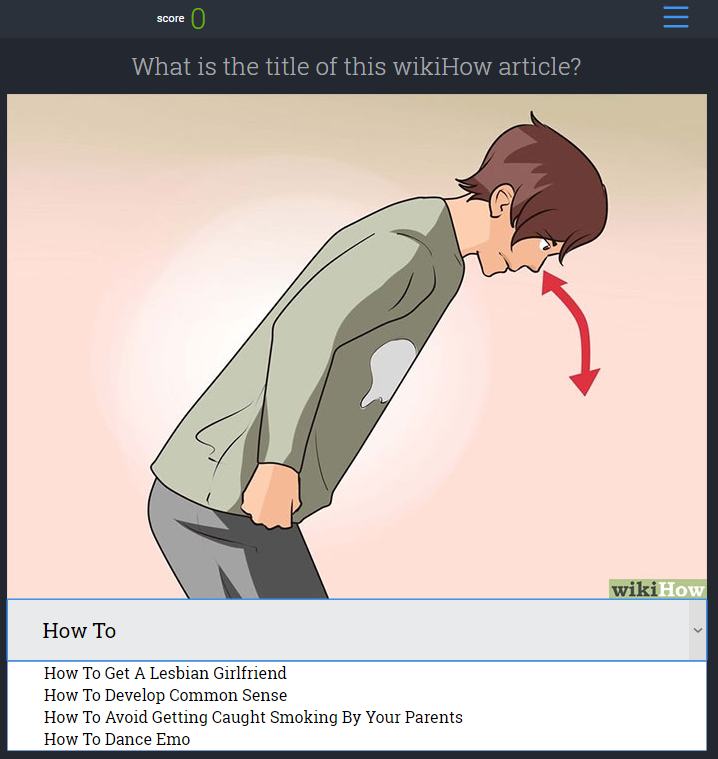 score 0
What is the title of this wikiHow article?
wikiHow
How To
How To Get A Lesbian Girlfriend
How To Develop Common Sense
How To Avoid Getting Caught Smoking By Your Parents
How To Dance Emo